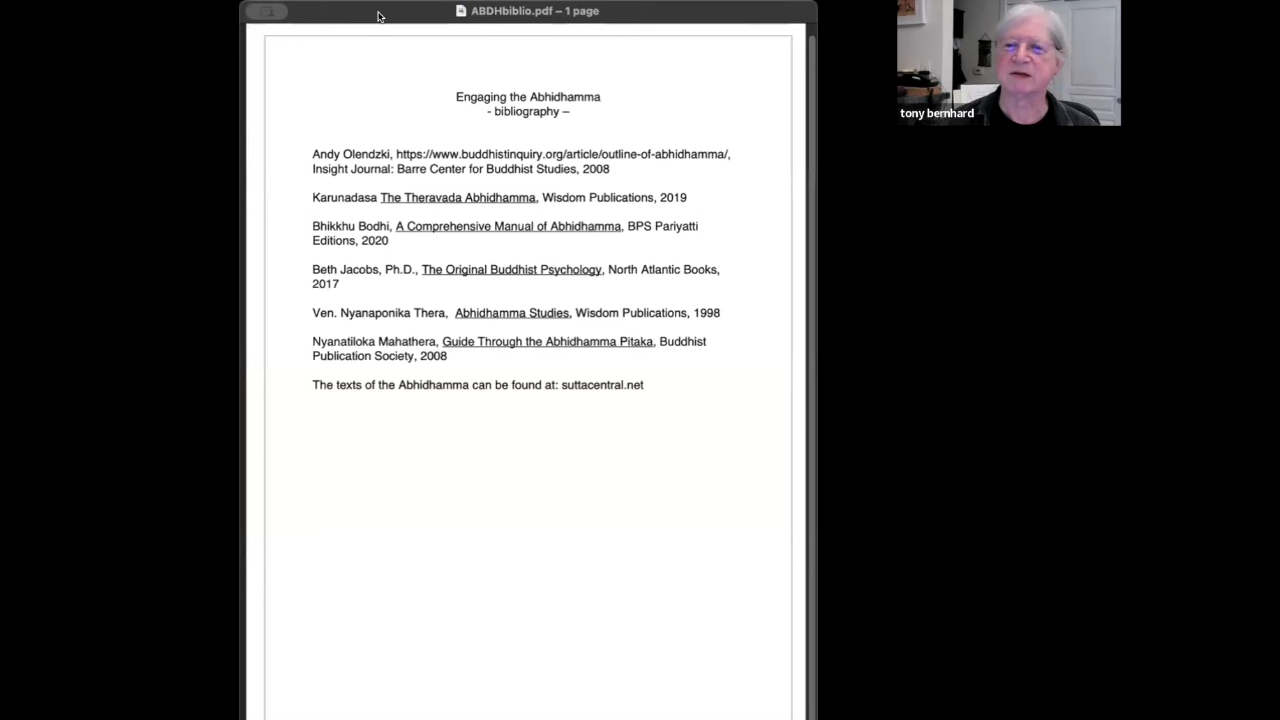 ABDHbiblio.pdf – 1 page
Engaging the Abhidhamma
- bibliography –
Andy Olendzki, https://www.buddhistinquiry.org/article/outline-of-abhidhamma/,
Insight Journal: Barre Center for Buddhist Studies, 2008
Karunadasa The Theravada Abhidhamma, Wisdom Publications, 2019
Bhikkhu Bodhi, A Comprehensive Manual of Abhidhamma, BPS Pariyatti
Editions, 2020
Beth Jacobs, Ph.D., The Original Buddhist Psychology, North Atlantic Books,
2017
Ven. Nyanaponika Thera,  Abhidhamma Studies, Wisdom Publications, 1998
Nyanatiloka Mahathera, Guide Through the Abhidhamma Pitaka, Buddhist
Publication Society, 2008
The texts of the Abhidhamma can be found at: suttacentral.net
tony bernhard